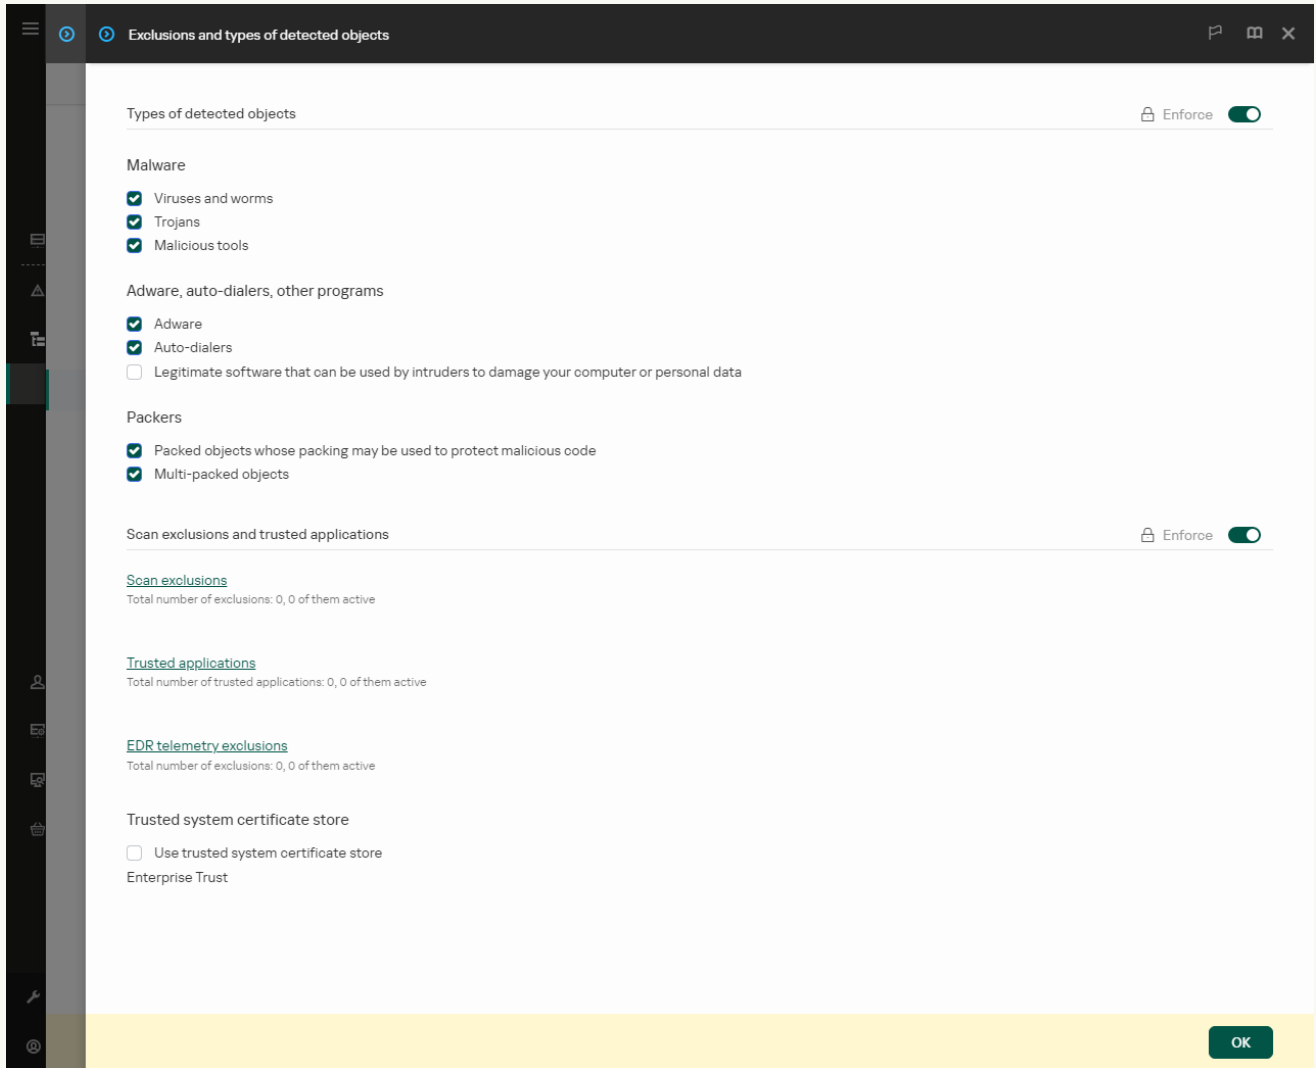 Exclusions and types of detected objects
Types of detected objects
Enforce
Malware
Viruses and worms
Trojans
Malicious tools
Adware, auto-dialers, other programs
Adware
Auto-dialers
Legitimate software that can be used by intruders to damage your computer or personal data
Packers
Packed objects whose packing may be used to protect malicious code
Multi-packed objects
Scan exclusions and trusted applications
Enforce
Scan exclusions
Total number of exclusions: 0, 0 of them active
Trusted applications
Total number of trusted applications: 0, 0 of them active
EDR telemetry exclusions
Total number of exclusions: 0, 0 of them active
Trusted system certificate store
Use trusted system certificate store
Enterprise Trust
OK